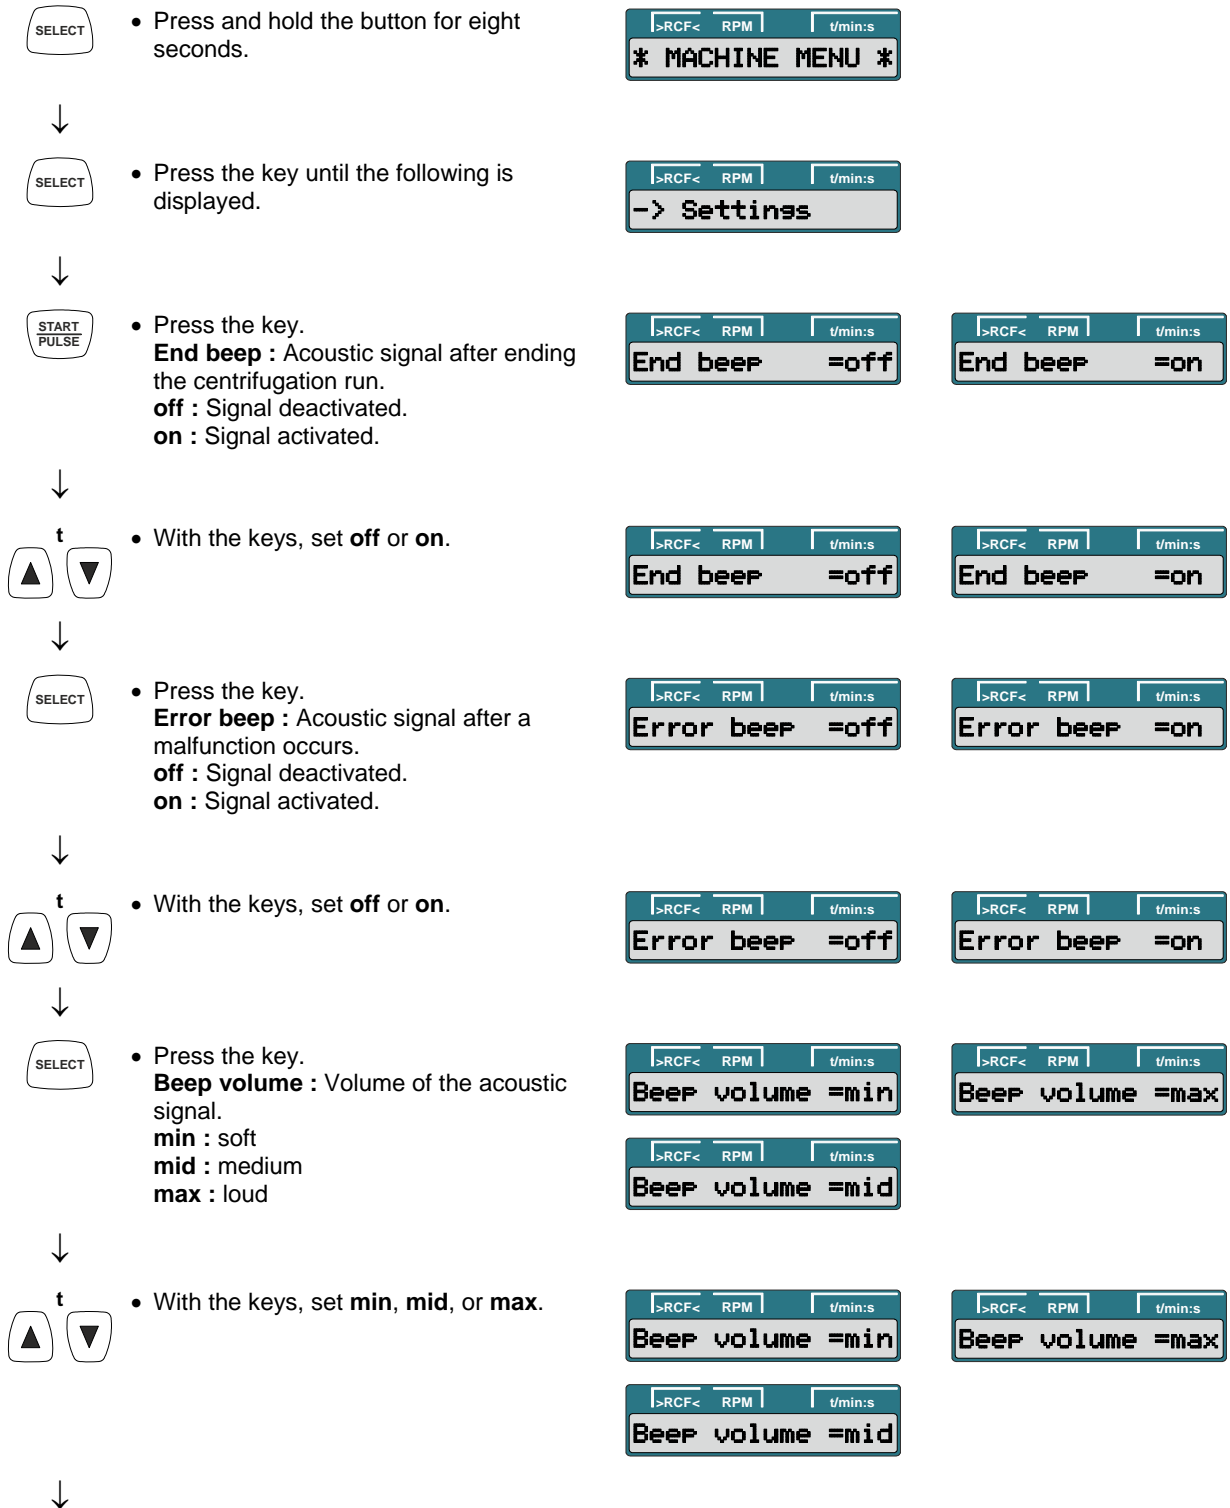 SELECT
• Press and hold the button for eight
seconds.
>RCF< RPM t/min:s
* MACHINE MENU *
↓
SELECT
• Press the key until the following is
displayed.
>RCF< RPM t/min:s
-> Settings
↓
START
PULSE
• Press the key.
End beep : Acoustic signal after ending
the centrifugation run.
off : Signal deactivated.
on : Signal activated.
>RCF< RPM t/min:s
End beep =off
>RCF< RPM t/min:s
End beep =on
↓
t
▲ ▼
• With the keys, set off or on.
>RCF< RPM t/min:s
End beep =off
>RCF< RPM t/min:s
End beep =on
↓
SELECT
• Press the key.
Error beep : Acoustic signal after a
malfunction occurs.
off : Signal deactivated.
on : Signal activated.
>RCF< RPM t/min:s
Error beep =off
>RCF< RPM t/min:s
Error beep =on
↓
t
▲ ▼
• With the keys, set off or on.
>RCF< RPM t/min:s
Error beep =off
>RCF< RPM t/min:s
Error beep =on
↓
SELECT
• Press the key.
Beep volume : Volume of the acoustic
signal.
min : soft
mid : medium
max : loud
>RCF< RPM t/min:s
Beep volume =min
>RCF< RPM t/min:s
Beep volume =max
>RCF< RPM t/min:s
Beep volume =mid
↓
t
▲ ▼
• With the keys, set min, mid, or max.
>RCF< RPM t/min:s
Beep volume =min
>RCF< RPM t/min:s
Beep volume =max
>RCF< RPM t/min:s
Beep volume =mid
↓